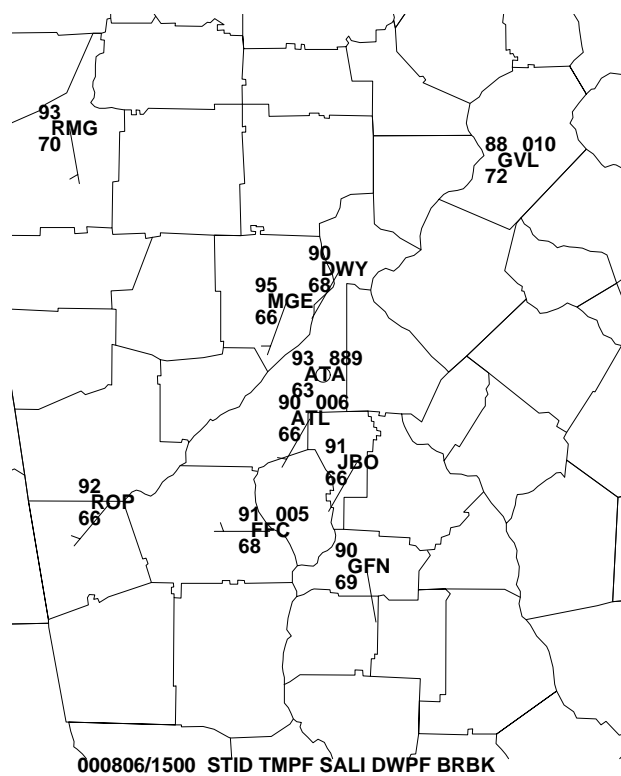 93
RMG
70
88 010
GVL
72
90
DWY
68
95
MGE
66
93 889
ATA
63
90 006
ATL
66
91
JBO
66
92
ROP
66
91 005
FFC
68
90
GFN
69
000806/1500 STID TMPF SALI DWPF BRBK